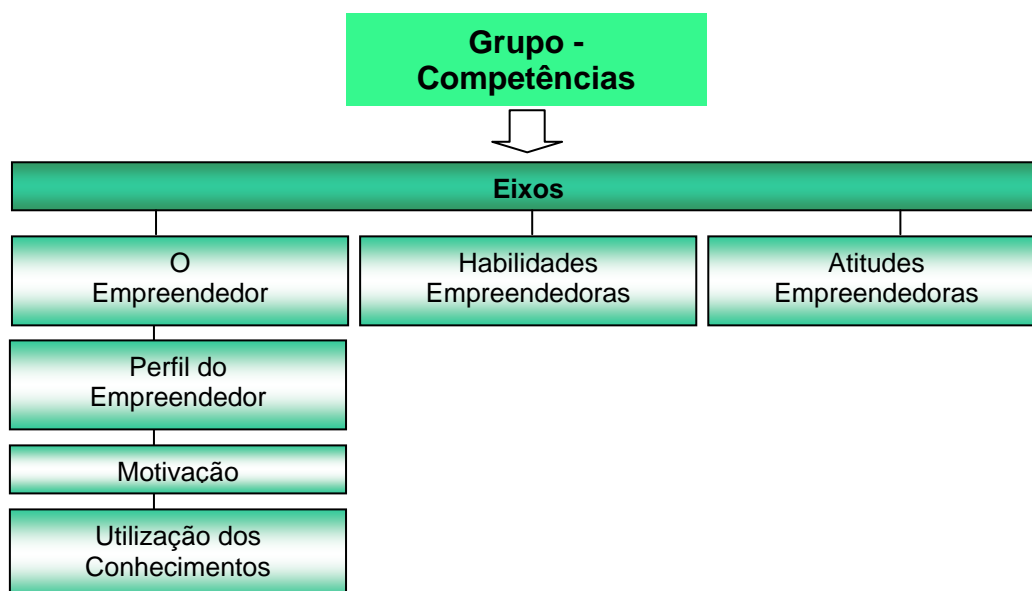 Grupo -
Competências
Eixos
O
Empreendedor
Habilidades
Empreendedoras
Atitudes
Empreendedoras
Perfil do
Empreendedor
Motivação
Utilização dos
Conhecimentos